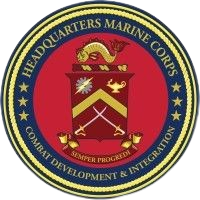 HEADQUARTERS MARINE CORPS
SEMPER PROGREDI
COMBAT DEVELOPMENT & INTEGRATION